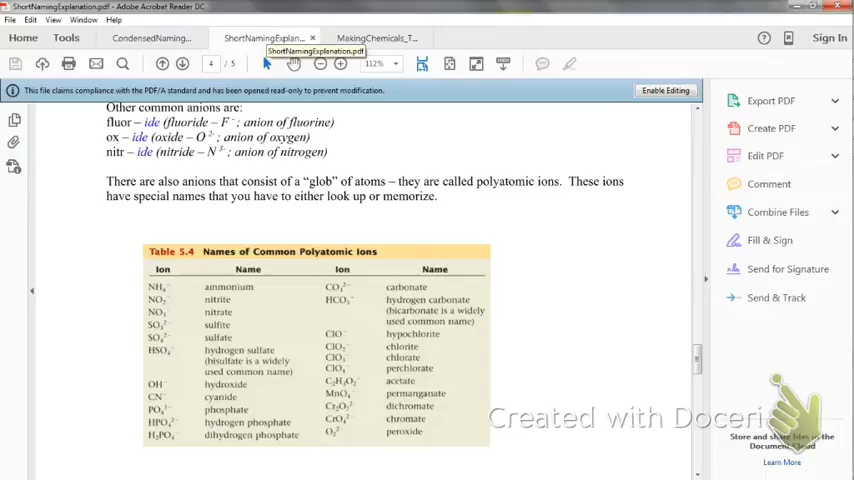 ShortNamingExplanation.pdf - Adobe Acrobat Reader DC
File Edit View Window Help
Home Tools CondensedNaming... ShortNamingExplan... × MakingChemicals_T... Sign In
ShortNamingExplanation.pdf
4 / 5 112%
This file claims compliance with the PDF/A standard and has been opened read-only to prevent modification. Enable Editing
Other common anions are:
fluor – ide (fluoride – F - ; anion of fluorine)
ox – ide (oxide – O 2- ; anion of oxygen)
nitr – ide (nitride – N 3- ; anion of nitrogen)
There are also anions that consist of a “glob” of atoms – they are called polyatomic ions. These ions
have special names that you have to either look up or memorize.
Table 5.4 Names of Common Polyatomic Ions
Ion Name Ion Name
NH₄⁻ ammonium CO₃²⁻ carbonate
NO₂⁻ nitrite HCO₃⁻ hydrogen carbonate
NO₃⁻ nitrate (bicarbonate is a widely
SO₃²⁻ sulfite used common name)
SO₄²⁻ sulfate ClO⁻ hypochlorite
HSO₄⁻ hydrogen sulfate ClO₂⁻ chlorite
(bisulfate is a widely ClO₃⁻ chlorate
used common name) ClO₄⁻ perchlorate
OH⁻ hydroxide C₂H₃O₂⁻ acetate
CN⁻ cyanide MnO₄⁻ permanganate
PO₄³⁻ phosphate Cr₂O₇²⁻ dichromate
HPO₄²⁻ hydrogen phosphate CrO₄²⁻ chromate
H₂PO₄⁻ dihydrogen phosphate O₂²⁻ peroxide
Export PDF
Create PDF
Edit PDF
Comment
Combine Files
Fill & Sign
Send for Signature
Send & Track
Store and share files in the
Document Cloud
Learn More
Created with Doceri